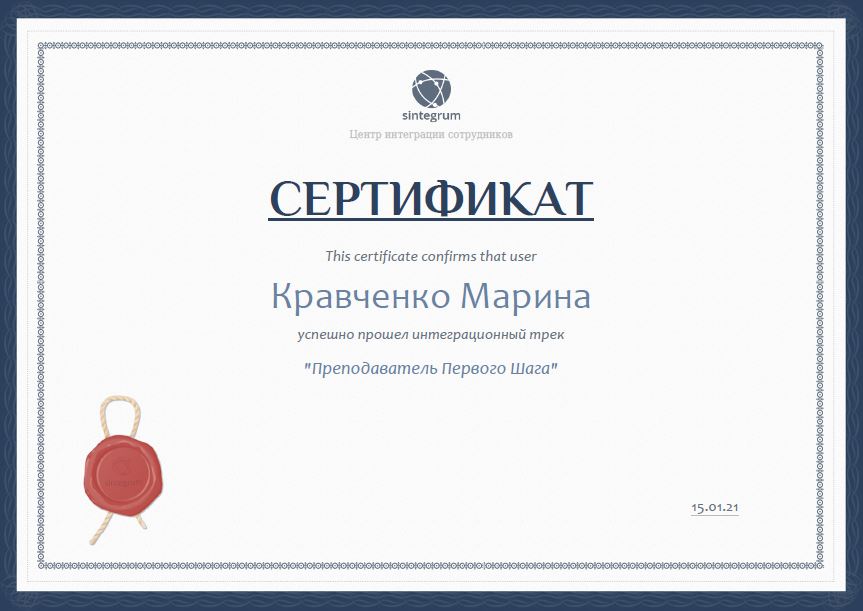 sintegrum
Центр интеграции сотрудников
СЕРТИФИКАТ
This certificate confirms that user
Кравченко Марина
успешно прошел интеграционный трек
"Преподаватель Первого Шага"
sintegrum
15.01.21